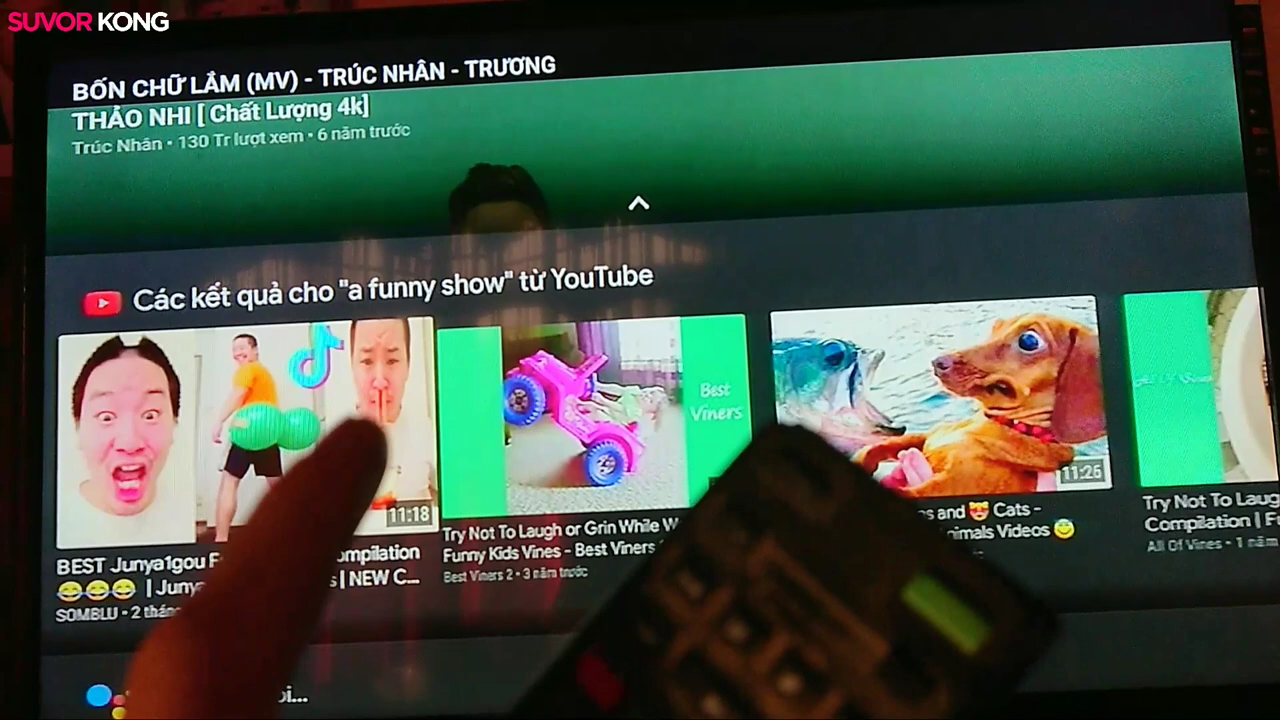 SUVOR KONG
BỐN CHỮ LẮM (MV) - TRÚC NHÂN - TRƯƠNG
THẢO NHI [ Chất Lượng 4k]
Trúc Nhân • 130 Tr lượt xem • 6 năm trước
Các kết quả cho "a funny show" từ YouTube
Best
Viners
11:18
11:26
BEST Junya1gou
mpilation
😂😂😂 |
| NEW C...
SOMBLU • 2
Try Not To Laugh or Grin While
Funny Kids Vines - Best Viners
Best Viners 2 • 3 năm trước
and 😻 Cats -
Videos 😇
Try Not To
Compilation |
All Of Vines • 1 năm